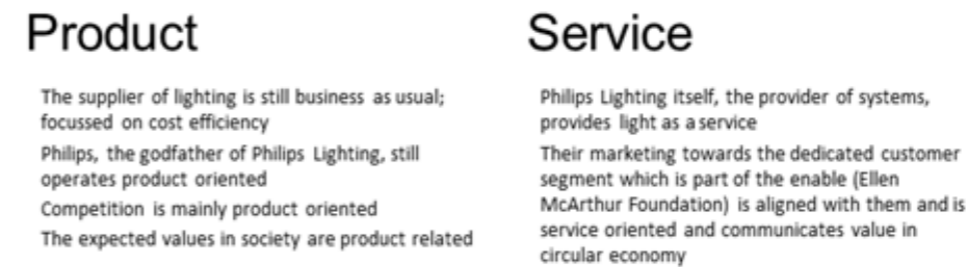 Product
The supplier of lighting is still business as usual;
focussed on cost efficiency
Philips, the godfather of Philips Lighting, still
operates product oriented
Competition is mainly product oriented
The expected values in society are product related
Service
Philips Lighting itself, the provider of systems,
provides light as a service
Their marketing towards the dedicated customer
segment which is part of the enable (Ellen
McArthur Foundation) is aligned with them and is
service oriented and communicates value in
circular economy